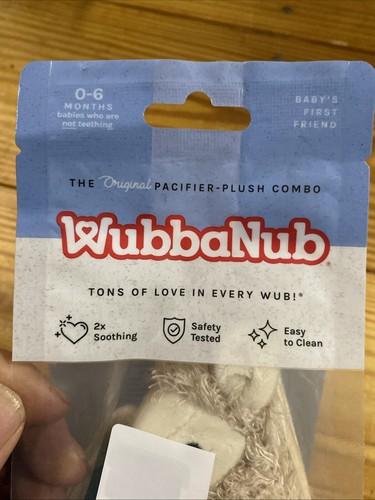 0-6
MONTHS
babies who are
not teething
BABY'S
FIRST
FRIEND
THE Original PACIFIER-PLUSH COMBO
WubbaNub
TONS OF LOVE IN EVERY WUB!®
2x
Soothing
Safety
Tested
Easy
to Clean